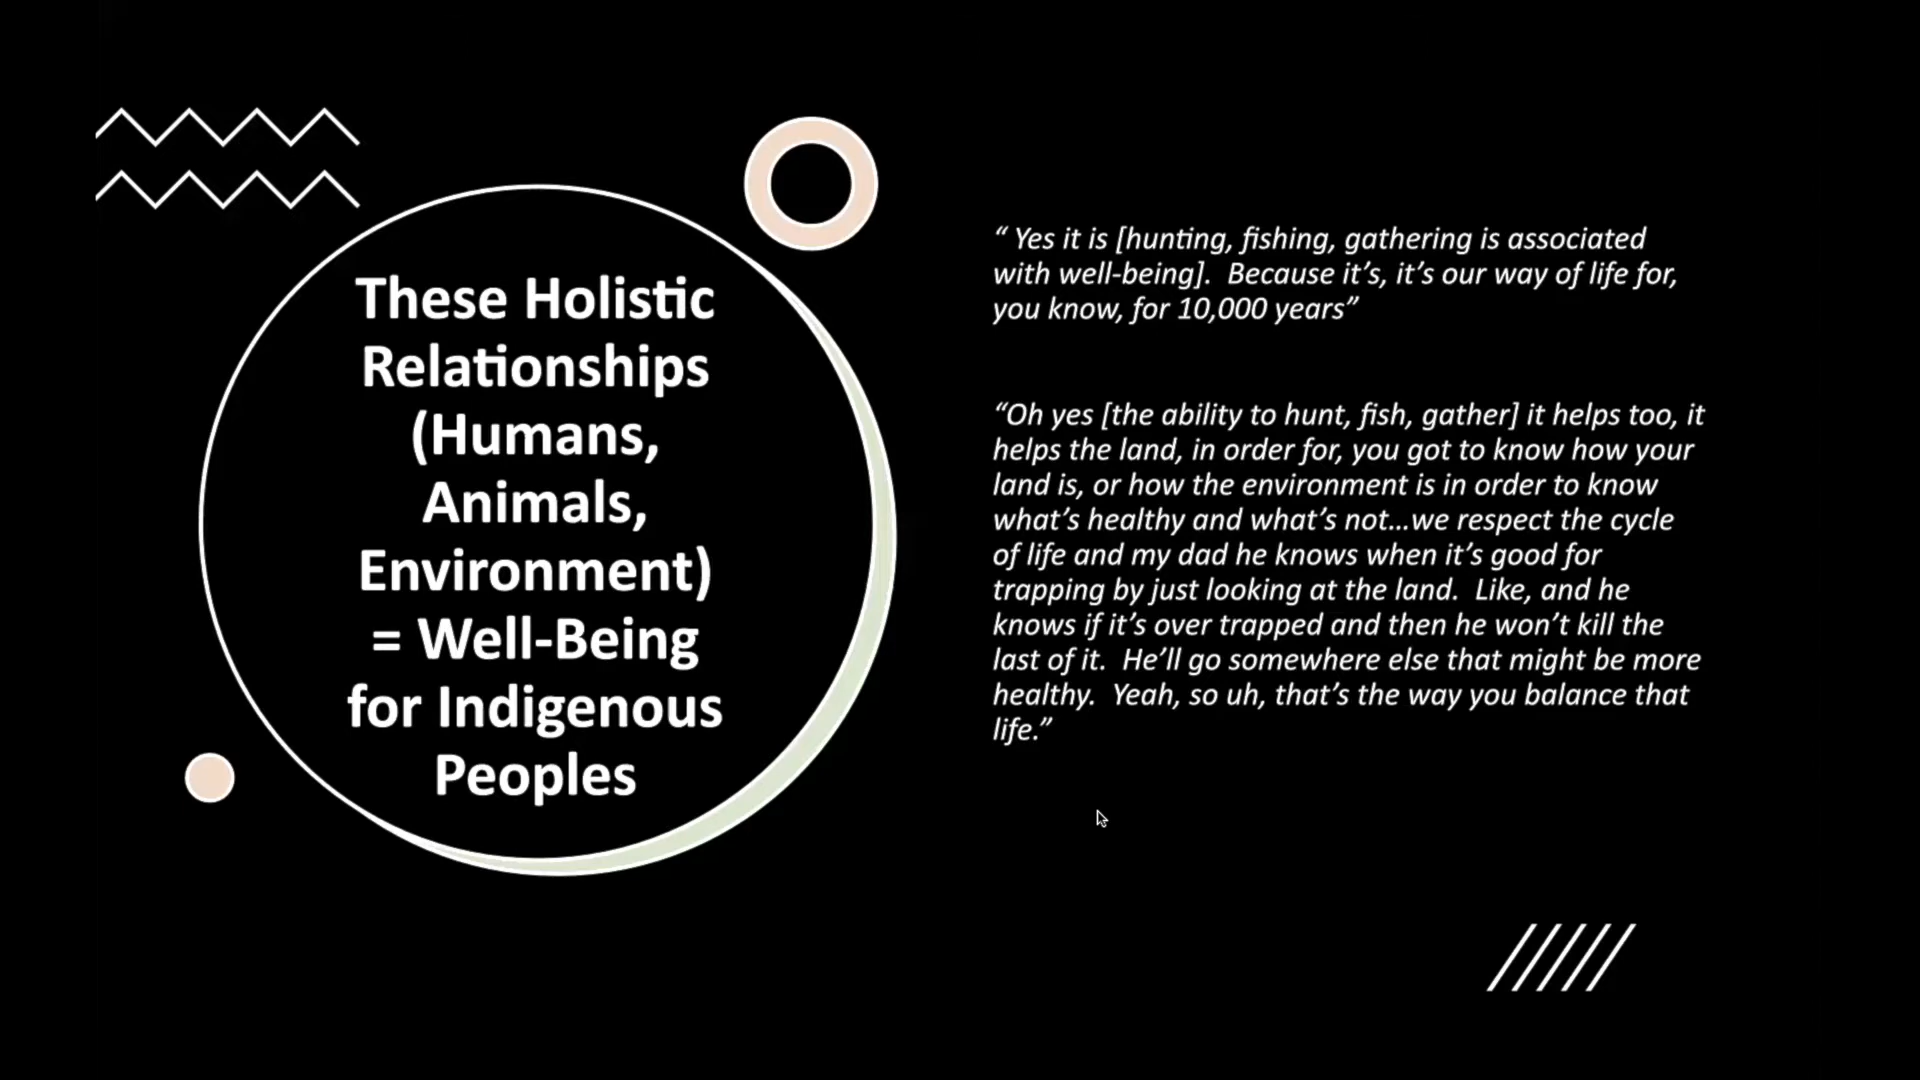 These Holistic
Relationships
(Humans,
Animals,
Environment)
= Well-Being
for Indigenous
Peoples
“ Yes it is [hunting, fishing, gathering is associated
with well-being].  Because it’s, it’s our way of life for,
you know, for 10,000 years”
“Oh yes [the ability to hunt, fish, gather] it helps too, it
helps the land, in order for, you got to know how your
land is, or how the environment is in order to know
what’s healthy and what’s not…we respect the cycle
of life and my dad he knows when it’s good for
trapping by just looking at the land.  Like, and he
knows if it’s over trapped and then he won’t kill the
last of it.  He’ll go somewhere else that might be more
healthy.  Yeah, so uh, that’s the way you balance that
life.”